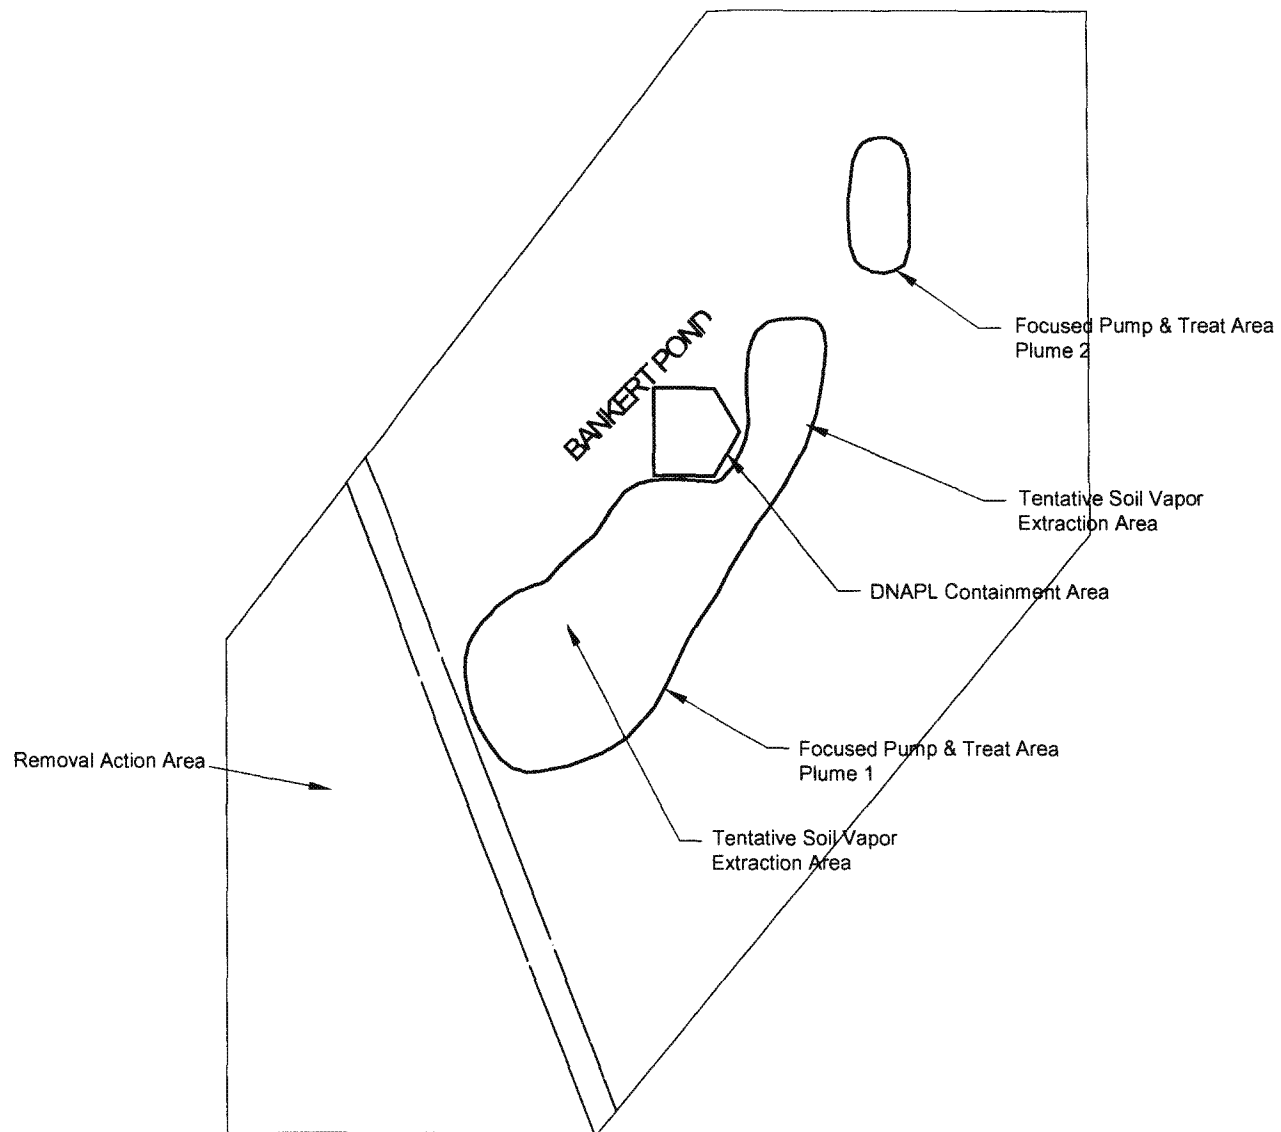 Focused Pump & Treat Area
Plume 2
BANKERT POND
Tentative Soil Vapor
Extraction Area
DNAPL Containment Area
Focused Pump & Treat Area
Plume 1
Removal Action Area
Tentative Soil Vapor
Extraction Area